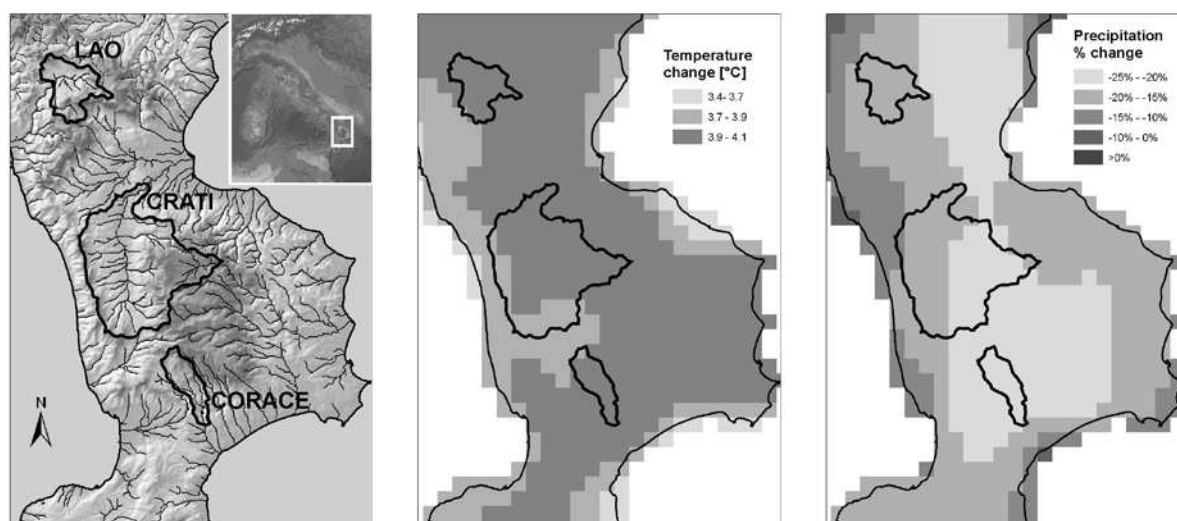 LAO
CRATI
CORACE
N
Temperature
change [°C]
3.4- 3.7
3.7 - 3.9
3.9 - 4.1
Precipitation
% change
-25% - -20%
-20% - -15%
-15% - -10%
-10% - 0%
>0%